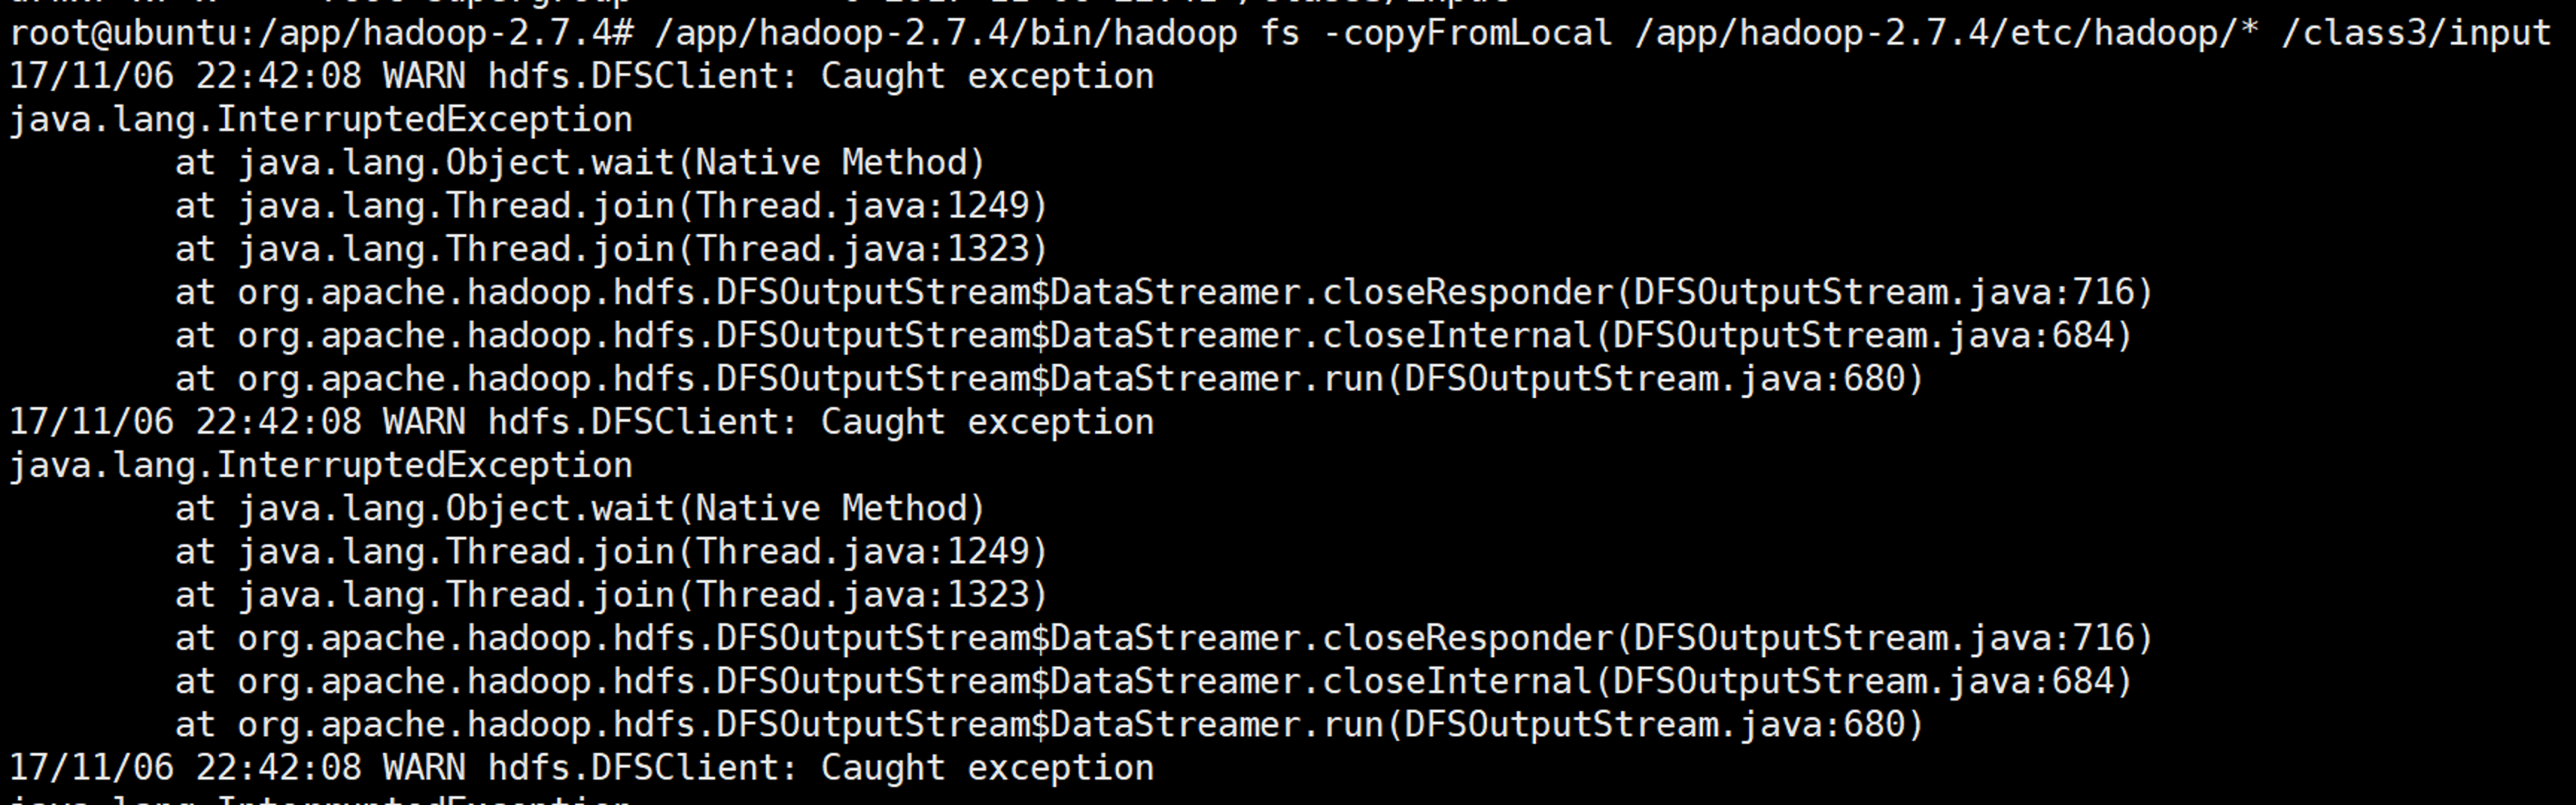 root@ubuntu:/app/hadoop-2.7.4# /app/hadoop-2.7.4/bin/hadoop fs -copyFromLocal /app/hadoop-2.7.4/etc/hadoop/* /class3/input
17/11/06 22:42:08 WARN hdfs.DFSClient: Caught exception
java.lang.InterruptedException
        at java.lang.Object.wait(Native Method)
        at java.lang.Thread.join(Thread.java:1249)
        at java.lang.Thread.join(Thread.java:1323)
        at org.apache.hadoop.hdfs.DFSOutputStream$DataStreamer.closeResponder(DFSOutputStream.java:716)
        at org.apache.hadoop.hdfs.DFSOutputStream$DataStreamer.closeInternal(DFSOutputStream.java:684)
        at org.apache.hadoop.hdfs.DFSOutputStream$DataStreamer.run(DFSOutputStream.java:680)
17/11/06 22:42:08 WARN hdfs.DFSClient: Caught exception
java.lang.InterruptedException
        at java.lang.Object.wait(Native Method)
        at java.lang.Thread.join(Thread.java:1249)
        at java.lang.Thread.join(Thread.java:1323)
        at org.apache.hadoop.hdfs.DFSOutputStream$DataStreamer.closeResponder(DFSOutputStream.java:716)
        at org.apache.hadoop.hdfs.DFSOutputStream$DataStreamer.closeInternal(DFSOutputStream.java:684)
        at org.apache.hadoop.hdfs.DFSOutputStream$DataStreamer.run(DFSOutputStream.java:680)
17/11/06 22:42:08 WARN hdfs.DFSClient: Caught exception